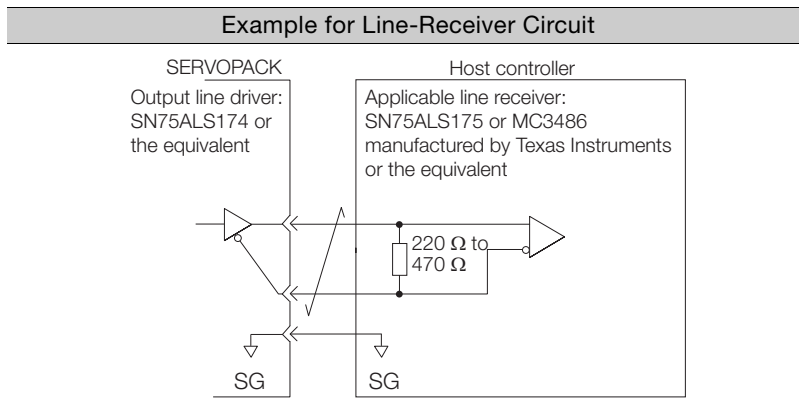 Example for Line-Receiver Circuit
SERVOPACK
Host controller
Output line driver:
SN75ALS174 or
the equivalent
Applicable line receiver:
SN75ALS175 or MC3486
manufactured by Texas Instruments
or the equivalent
220 Ω to
470 Ω
SG
SG